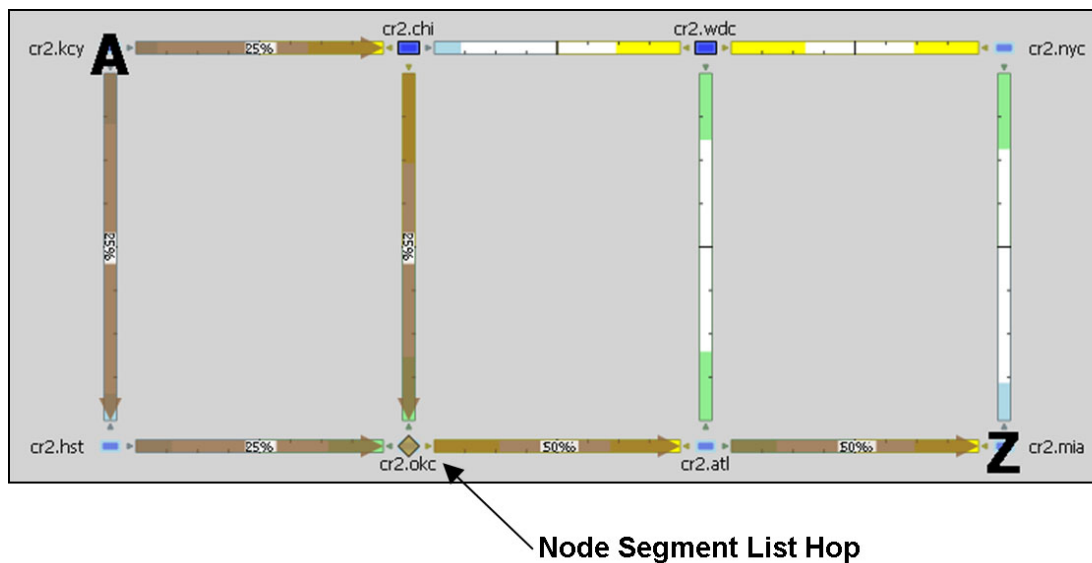 cr2.kcy
A
25%
cr2.chi
cr2.wdc
cr2.nyc
25%
25%
cr2.hst
25%
cr2.okc
50%
cr2.atl
50%
Z
cr2.mia
Node Segment List Hop